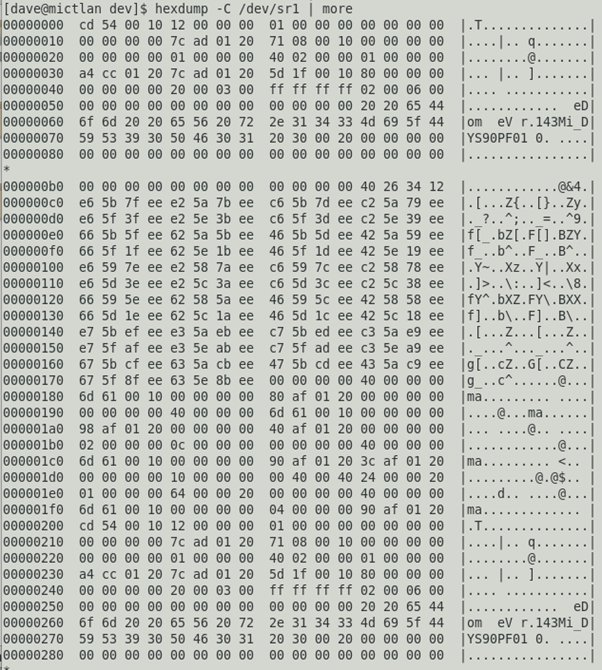 [dave@mictlan dev]$ hexdump -C /dev/sr1 | more
00000000  cd 54 00 10 12 00 00 00  01 00 00 00 00 00 00 00  |.T..............|
00000010  00 00 00 00 7c ad 01 20  71 08 00 10 00 00 00 00  |....|.. q.......|
00000020  00 00 00 00 01 00 00 00  40 02 00 00 01 00 00 00  |........@.......|
00000030  a4 cc 01 20 7c ad 01 20  5d 1f 00 10 80 00 00 00  |... |.. ].......|
00000040  00 00 00 00 20 00 03 00  ff ff ff ff 02 00 06 00  |.... ...........|
00000050  00 00 00 00 00 00 00 00  00 00 00 00 20 20 65 44  |............  eD|
00000060  6f 6d 20 20 65 56 20 72  2e 31 34 33 4d 69 5f 44  |om  eV r.143Mi_D|
00000070  59 53 39 30 50 46 30 31  20 30 00 20 00 00 00 00  |YS90PF01 0. ....|
00000080  00 00 00 00 00 00 00 00  00 00 00 00 00 00 00 00  |................|
*
000000b0  00 00 00 00 00 00 00 00  00 00 00 00 40 26 34 12  |............@&4.|
000000c0  e6 5b 7f ee e2 5a 7b ee  c6 5b 7d ee c2 5a 79 ee  |.[...Z{..[}..Zy.|
000000d0  e6 5f 3f ee e2 5e 3b ee  c6 5f 3d ee c2 5e 39 ee  |._?..^;.._=..^9.|
000000e0  66 5b 5f ee 62 5a 5b ee  46 5b 5d ee 42 5a 59 ee  |f[_.bZ[.F[].BZY.|
000000f0  66 5f 1f ee 62 5e 1b ee  46 5f 1d ee 42 5e 19 ee  |f_..b^..F_..B^..|
00000100  e6 59 7e ee e2 58 7a ee  c6 59 7c ee c2 58 78 ee  |.Y~..Xz..Y|..Xx.|
00000110  e6 5d 3e ee e2 5c 3a ee  c6 5d 3c ee c2 5c 38 ee  |.]>..\:..]<..\8.|
00000120  66 59 5e ee 62 58 5a ee  46 59 5c ee 42 58 58 ee  |fY^.bXZ.FY\.BXX.|
00000130  66 5d 1e ee 62 5c 1a ee  46 5d 1c ee 42 5c 18 ee  |f]..b\..F]..B\..|
00000140  e7 5b ef ee e3 5a eb ee  c7 5b ed ee c3 5a e9 ee  |.[...Z...[...Z..|
00000150  e7 5f af ee e3 5e ab ee  c7 5f ad ee c3 5e a9 ee  |._...^..._...^..|
00000160  67 5b cf ee 63 5a cb ee  47 5b cd ee 43 5a c9 ee  |g[..cZ..G[..CZ..|
00000170  67 5f 8f ee 63 5e 8b ee  00 00 00 00 40 00 00 00  |g_..c^......@...|
00000180  6d 61 00 10 00 00 00 00  80 af 01 20 00 00 00 00  |ma......... ....|
00000190  00 00 00 00 40 00 00 00  6d 61 00 10 00 00 00 00  |....@...ma......|
000001a0  98 af 01 20 00 00 00 00  40 af 01 20 00 00 00 00  |... ....@.. ....|
000001b0  02 00 00 00 0c 00 00 00  00 00 00 00 40 00 00 00  |............@...|
000001c0  6d 61 00 10 00 00 00 00  90 af 01 20 3c af 01 20  |ma......... <.. |
000001d0  00 00 00 00 10 00 00 00  00 40 00 40 24 00 00 20  |.........@.@$.. |
000001e0  01 00 00 00 64 00 00 20  00 00 00 00 40 00 00 00  |....d.. ....@...|
000001f0  6d 61 00 10 00 00 00 00  04 00 00 00 90 af 01 20  |ma............. |
00000200  cd 54 00 10 12 00 00 00  01 00 00 00 00 00 00 00  |.T..............|
00000210  00 00 00 00 7c ad 01 20  71 08 00 10 00 00 00 00  |....|.. q.......|
00000220  00 00 00 00 01 00 00 00  40 02 00 00 01 00 00 00  |........@.......|
00000230  a4 cc 01 20 7c ad 01 20  5d 1f 00 10 80 00 00 00  |... |.. ].......|
00000240  00 00 00 00 20 00 03 00  ff ff ff ff 02 00 06 00  |.... ...........|
00000250  00 00 00 00 00 00 00 00  00 00 00 00 20 20 65 44  |............  eD|
00000260  6f 6d 20 20 65 56 20 72  2e 31 34 33 4d 69 5f 44  |om  eV r.143Mi_D|
00000270  59 53 39 30 50 46 30 31  20 30 00 20 00 00 00 00  |YS90PF01 0. ....|
00000280  00 00 00 00 00 00 00 00  00 00 00 00 00 00 00 00  |................|
*